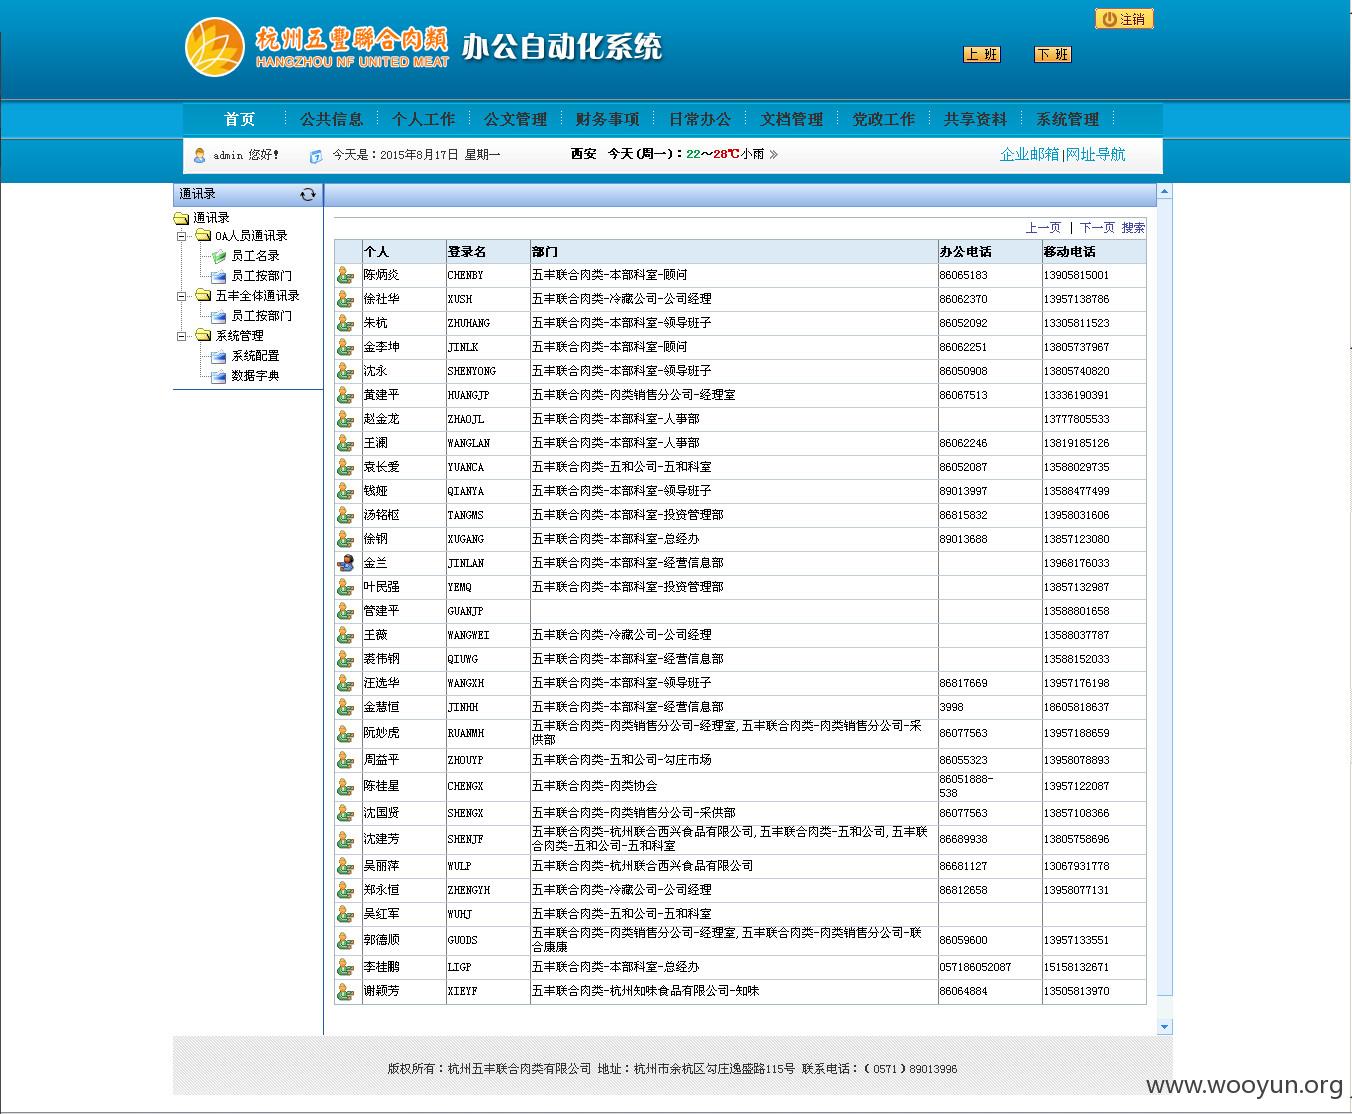 注销
杭州五豐聯合肉類 办公自动化系统
HANGZHOU NF UNITED MEAT
上 班 下 班
首页 公共信息 个人工作 公文管理 财务事项 日常办公 文档管理 党政工作 共享资料 系统管理
admin 您好! 今天是：2015年8月17日 星期一 西安 今天(周一)：22～28℃小雨 企业邮箱|网址导航
通讯录
通讯录
OA人员通讯录
员工名录
员工按部门
五丰全体通讯录
员工按部门
系统管理
系统配置
数据字典
上一页 | 下一页 搜索
个人 登录名 部门 办公电话 移动电话
陈炳炎 CHENBY 五丰联合肉类-本部科室-顾问 86065183 13905815001
徐社华 XUSH 五丰联合肉类-冷藏公司-公司经理 86062370 13957138786
朱杭 ZHUHANG 五丰联合肉类-本部科室-领导班子 86052092 13305811523
金李坤 JINLK 五丰联合肉类-本部科室-顾问 86062251 13805737967
沈永 SHENYONG 五丰联合肉类-本部科室-领导班子 86050908 13805740820
黄建平 HUANGJP 五丰联合肉类-肉类销售分公司-经理室 86067513 13336190391
赵金龙 ZHAOJL 五丰联合肉类-本部科室-人事部 13777805533
王澜 WANGLAN 五丰联合肉类-本部科室-人事部 86062246 13819185126
袁长爱 YUANCA 五丰联合肉类-五和公司-五和科室 86052087 13588029735
钱娅 QIANYA 五丰联合肉类-本部科室-领导班子 89013997 13588477499
汤铭枢 TANGMS 五丰联合肉类-本部科室-投资管理部 86815832 13958031606
徐钢 XUGANG 五丰联合肉类-本部科室-总经办 89013688 13857123080
金兰 JINLAN 五丰联合肉类-本部科室-经营信息部 13968176033
叶民强 YEMQ 五丰联合肉类-本部科室-投资管理部 13857132987
管建平 GUANJP 13588801658
王薇 WANGWEI 五丰联合肉类-冷藏公司-公司经理 13588037787
裘伟钢 QIUWG 五丰联合肉类-本部科室-经营信息部 13588152033
汪选华 WANGXH 五丰联合肉类-本部科室-领导班子 86817669 13957176198
金慧恒 JINHH 五丰联合肉类-本部科室-经营信息部 3998 18605818637
阮妙虎 RUANMH 五丰联合肉类-肉类销售分公司-经理室,五丰联合肉类-肉类销售分公司-采 86077563 13957188659
供部
周益平 ZHOUYP 五丰联合肉类-五和公司-勾庄市场 86055323 13958078893
陈桂星 CHENGX 五丰联合肉类-肉类协会 86051888- 13957122087
538
沈国贤 SHENGX 五丰联合肉类-肉类销售分公司-采供部 86077563 13857108366
沈建芳 SHENJF 五丰联合肉类-杭州联合西兴食品有限公司,五丰联合肉类-五和公司,五丰联 86689938 13805758696
合肉类-五和公司-五和科室
吴丽萍 WULP 五丰联合肉类-杭州联合西兴食品有限公司 86681127 13067931778
郑永恒 ZHENGYH 五丰联合肉类-冷藏公司-公司经理 86812658 13958077131
吴红军 WUHJ 五丰联合肉类-五和公司-五和科室
郭德顺 GUODS 五丰联合肉类-肉类销售分公司-经理室,五丰联合肉类-肉类销售分公司-联 86059600 13957133551
合康康
李桂鹏 LIGP 五丰联合肉类-本部科室-总经办 057186052087 15158132671
谢颖芳 XIEYF 五丰联合肉类-杭州知味食品有限公司-知味 86064884 13505813970
版权所有：杭州五丰联合肉类有限公司 地址：杭州市余杭区勾庄逸盛路115号 联系电话：（0571）89013996
www.wooyun.org